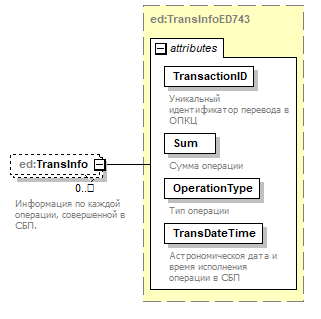 ed:TransInfoED743
attributes
TransactionID
Уникальный
идентификатор перевода в
ОПКЦ
Sum
Сумма операции
OperationType
Тип операции
TransDateTime
Астрономическое дата и
время исполнения
операции в СБП
ed:TransInfo
0..
Информация по каждой
операции, совершенной в
СБП.